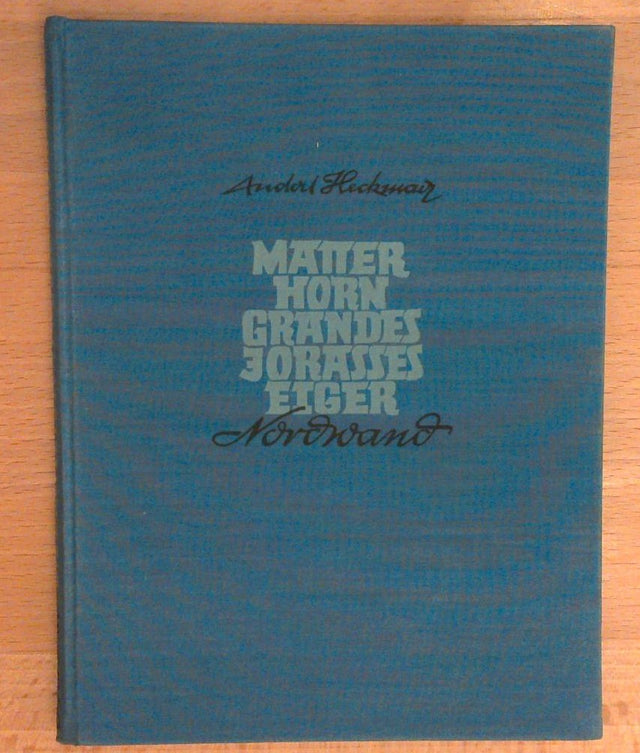 Anderl Heckmair
MATTER
HORN
GRANDES
JORASSES
EIGER
Nordwand